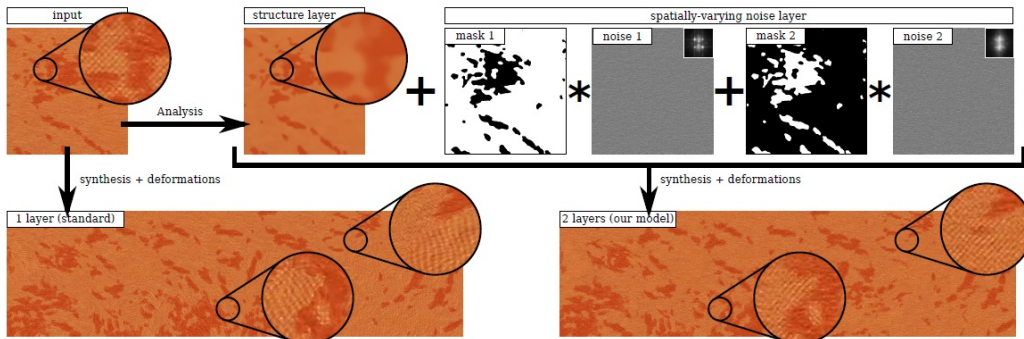 input
structure layer
spatially-varying noise layer
mask 1
noise 1
mask 2
noise 2
Analysis
+
*
+
*
synthesis + deformations
synthesis + deformations
1 layer (standard)
2 layers (our model)